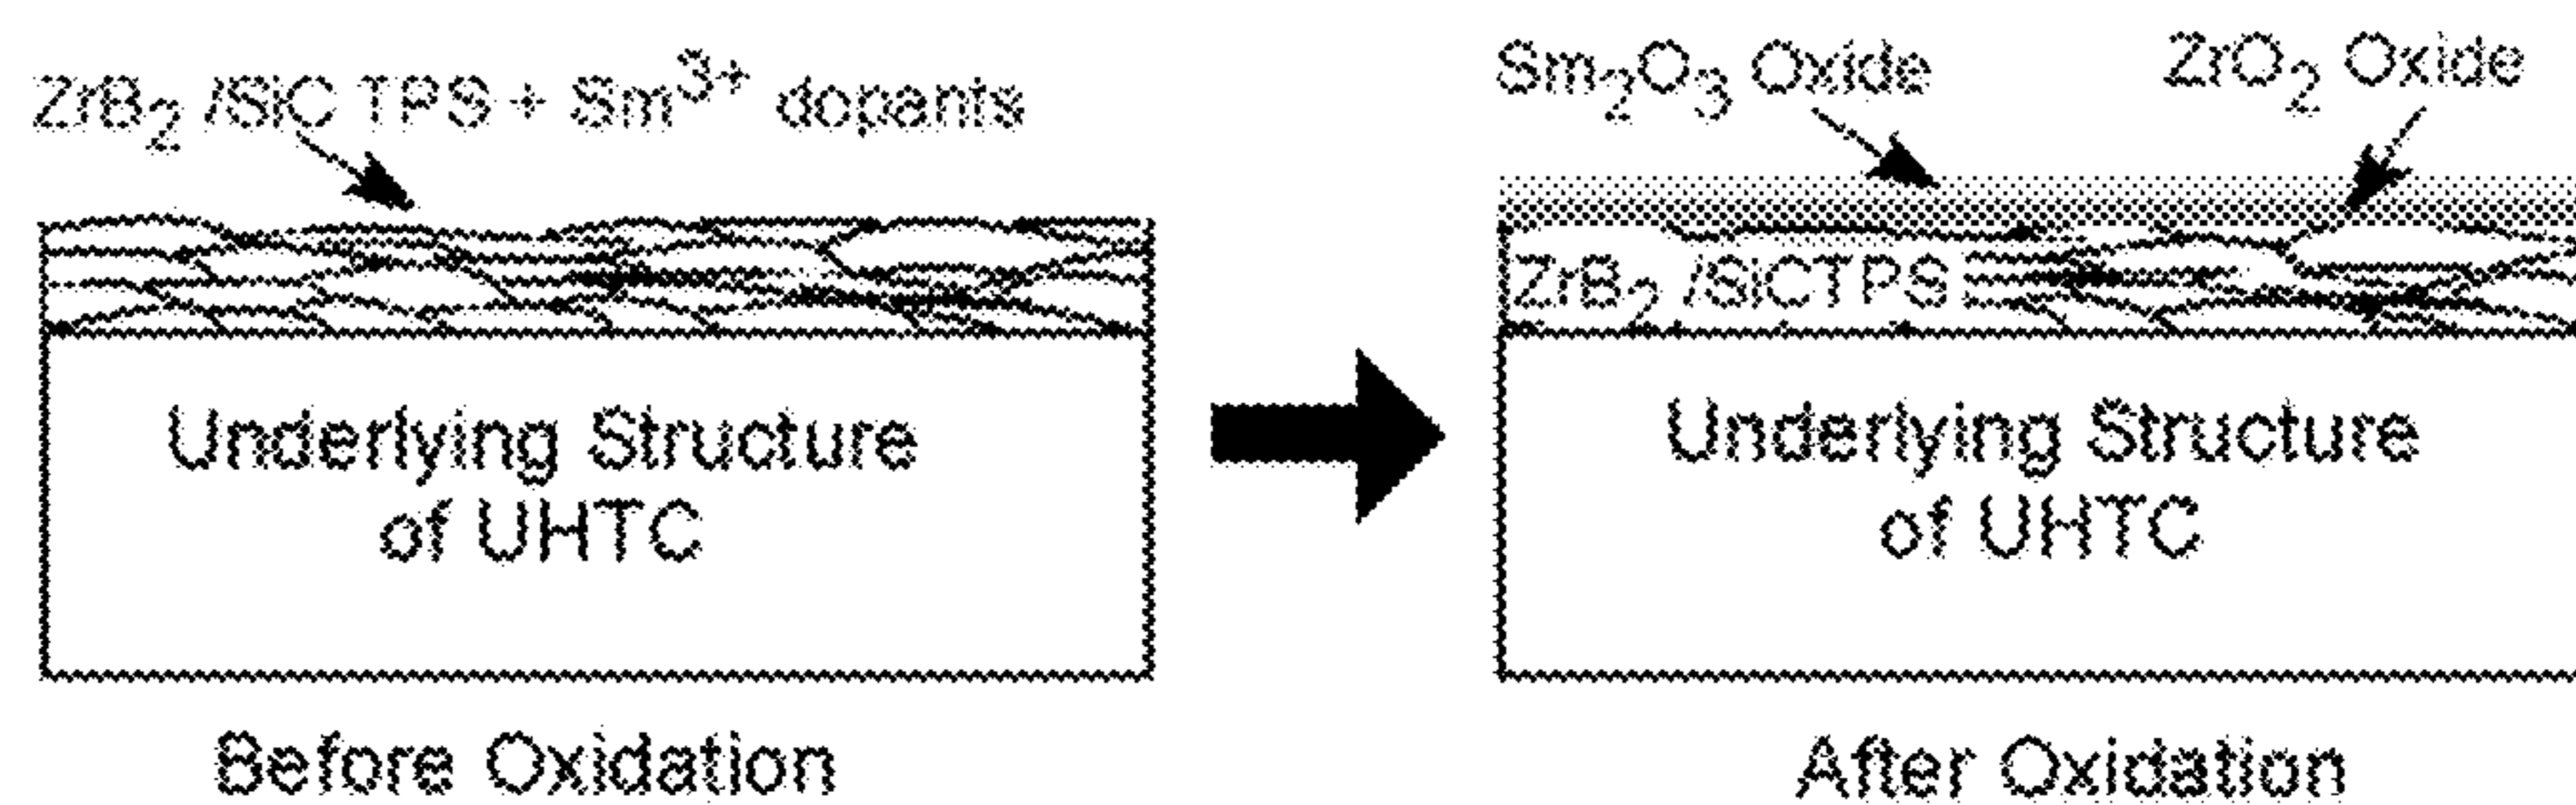 ZrB₂ /SiC TPS + Sm³⁺ dopants
Underlying Structure
of UHTC
Before Oxidation
Sm₂O₃ Oxide
ZrO₂ Oxide
ZrB₂ /SiCTPS
Underlying Structure
of UHTC
After Oxidation